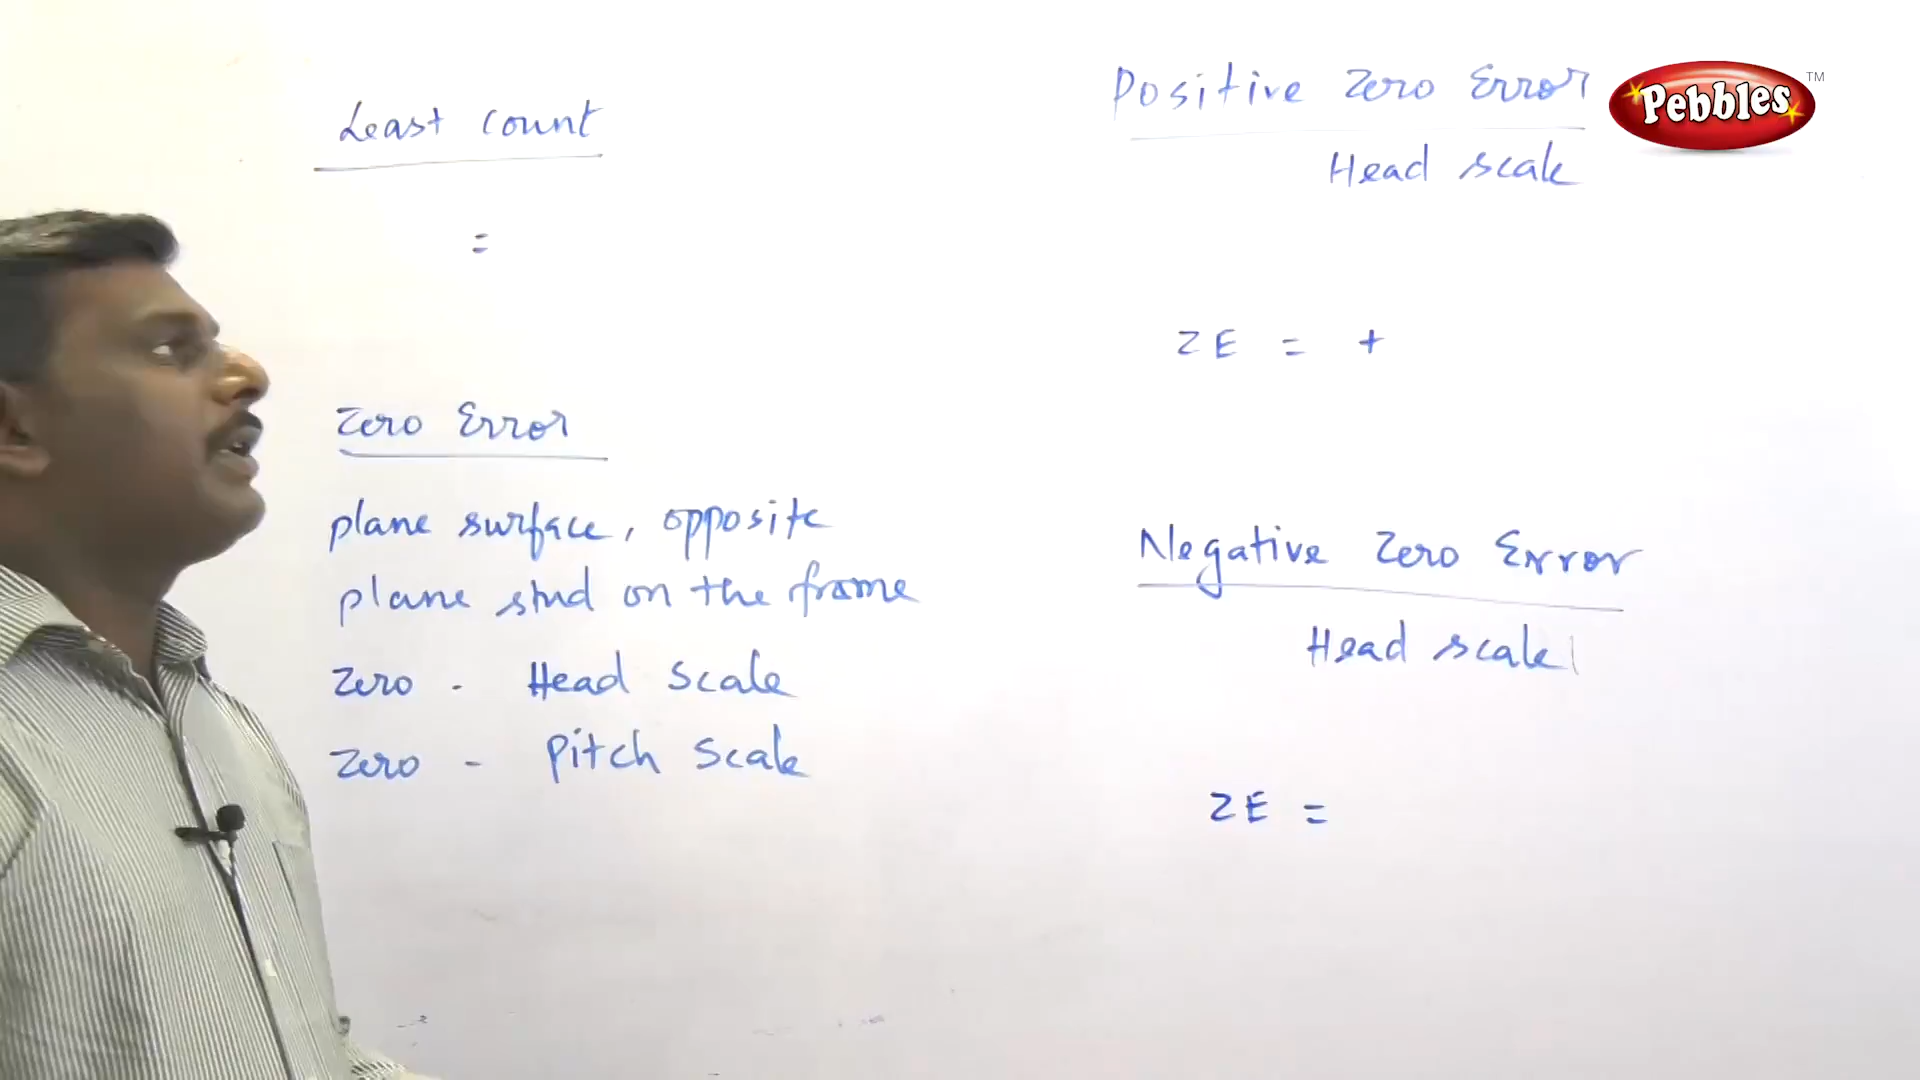 Least count
=
Zero Error
plane surface, opposite
plane stud on the frame
Zero - Head Scale
Zero - Pitch Scale
Positive Zero Error
Head scale
ZE = +
Negative Zero Error
Head scale
ZE =
Pebbles TM